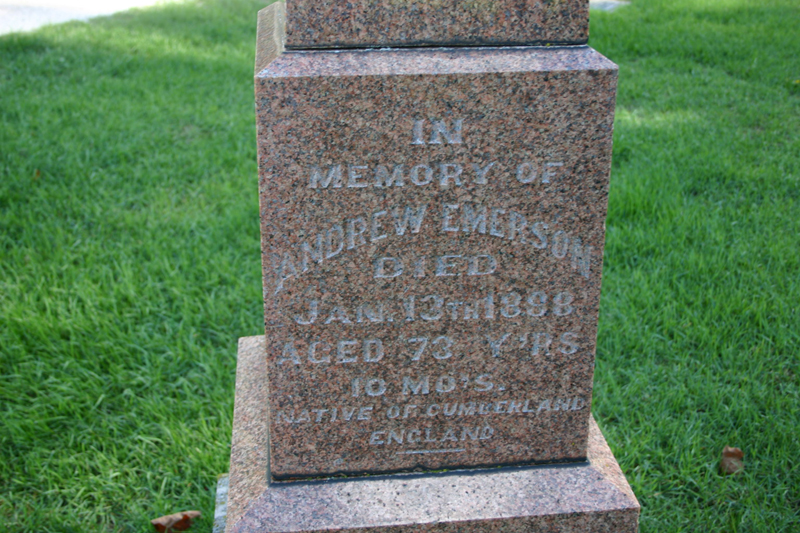 IN
MEMORY OF
ANDREW EMERSON
DIED
JAN. 13TH 1898
AGED 73 Y'RS
10 MO'S.
NATIVE OF CUMBERLAND
ENGLAND